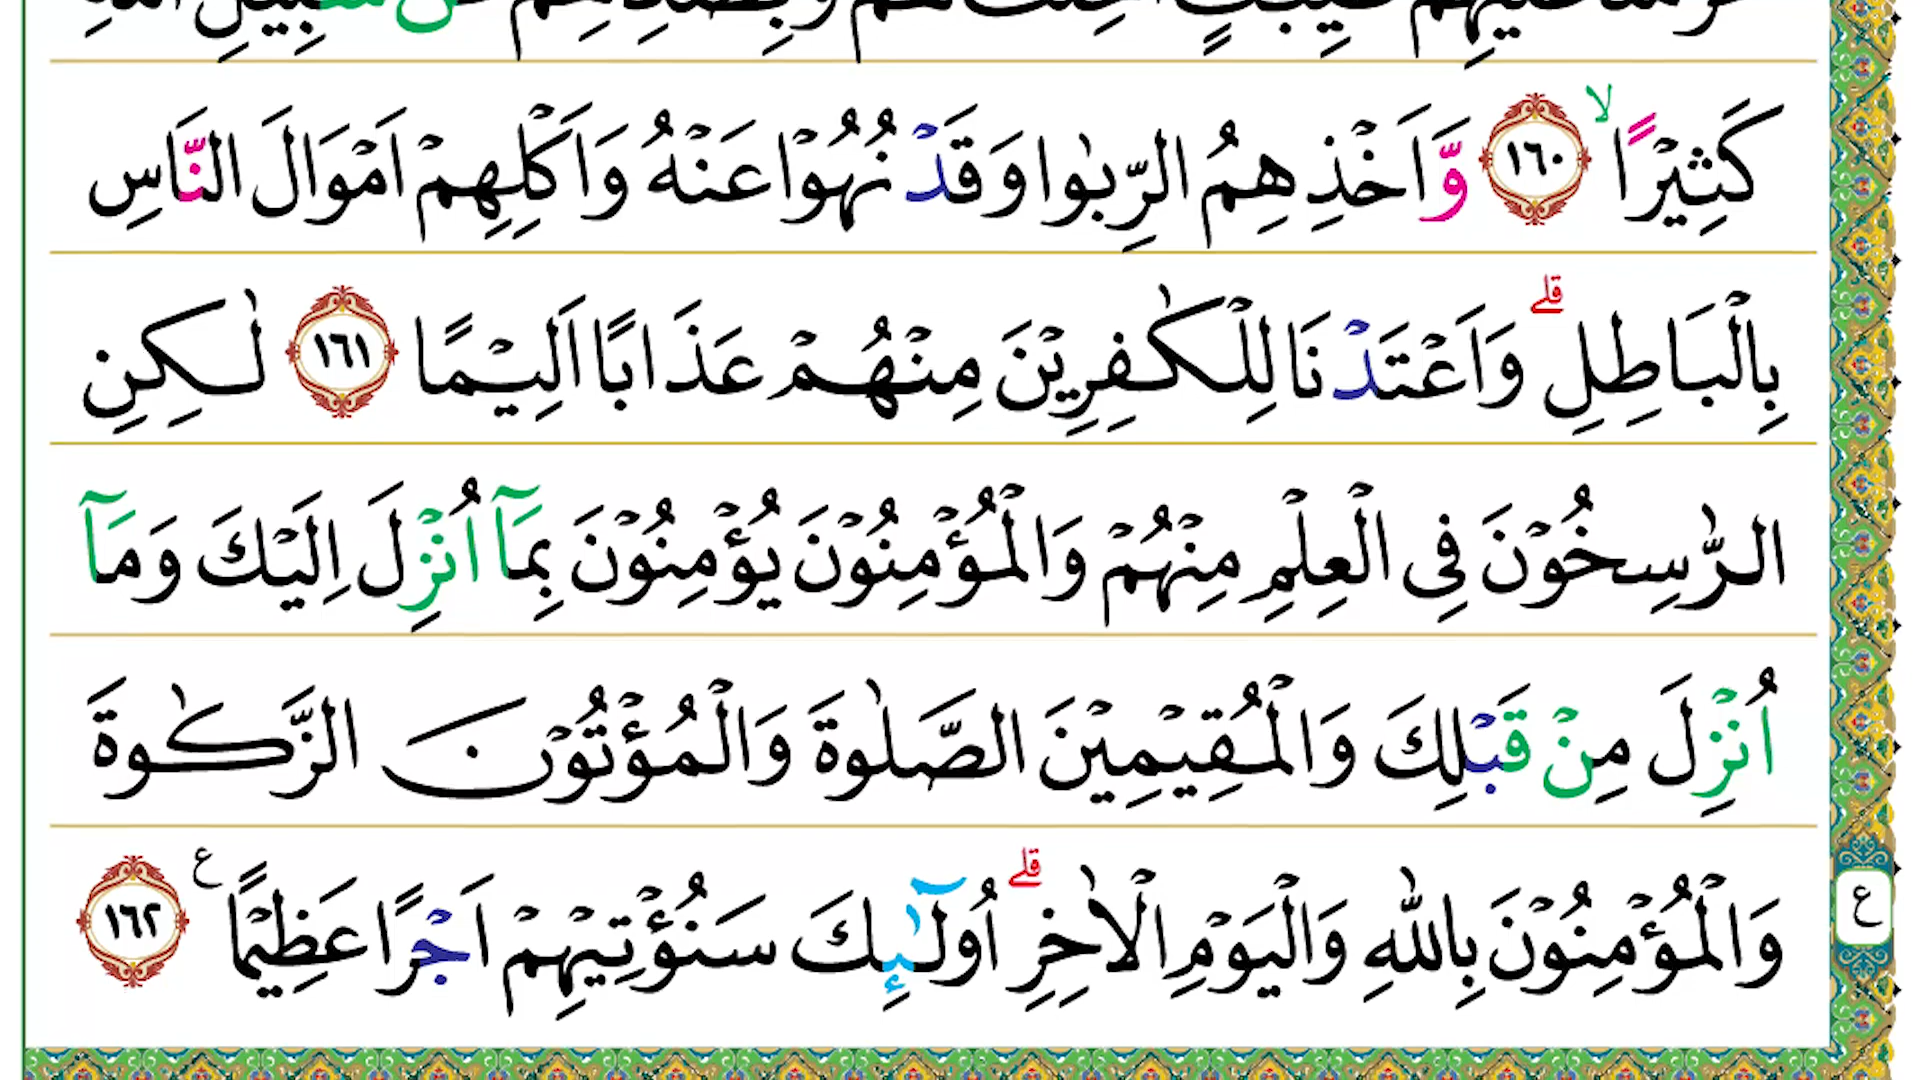 كَثِيْرًا ۙ ١٦٠ وَّاَخْذِهِمُ الرِّبٰوا وَقَدْ نُهُوْا عَنْهُ وَاَكْلِهِمْ اَمْوَالَ النَّاسِ
بِالْبَاطِلِ ۗ وَاَعْتَدْنَا لِلْكٰفِرِيْنَ مِنْهُمْ عَذَابًا اَلِيْمًا ١٦١ لٰكِنِ
الرّٰسِخُوْنَ فِى الْعِلْمِ مِنْهُمْ وَالْمُؤْمِنُوْنَ يُؤْمِنُوْنَ بِمَآ اُنْزِلَ اِلَيْكَ وَمَآ
اُنْزِلَ مِنْ قَبْلِكَ وَالْمُقِيْمِيْنَ الصَّلٰوةَ وَالْمُؤْتُوْنَ الزَّكٰوةَ
وَالْمُؤْمِنُوْنَ بِاللّٰهِ وَالْيَوْمِ الْاٰخِرِ ۗ اُولٰٓئِكَ سَنُؤْتِيْهِمْ اَجْرًا عَظِيْمًا ع ١٦٢
ع